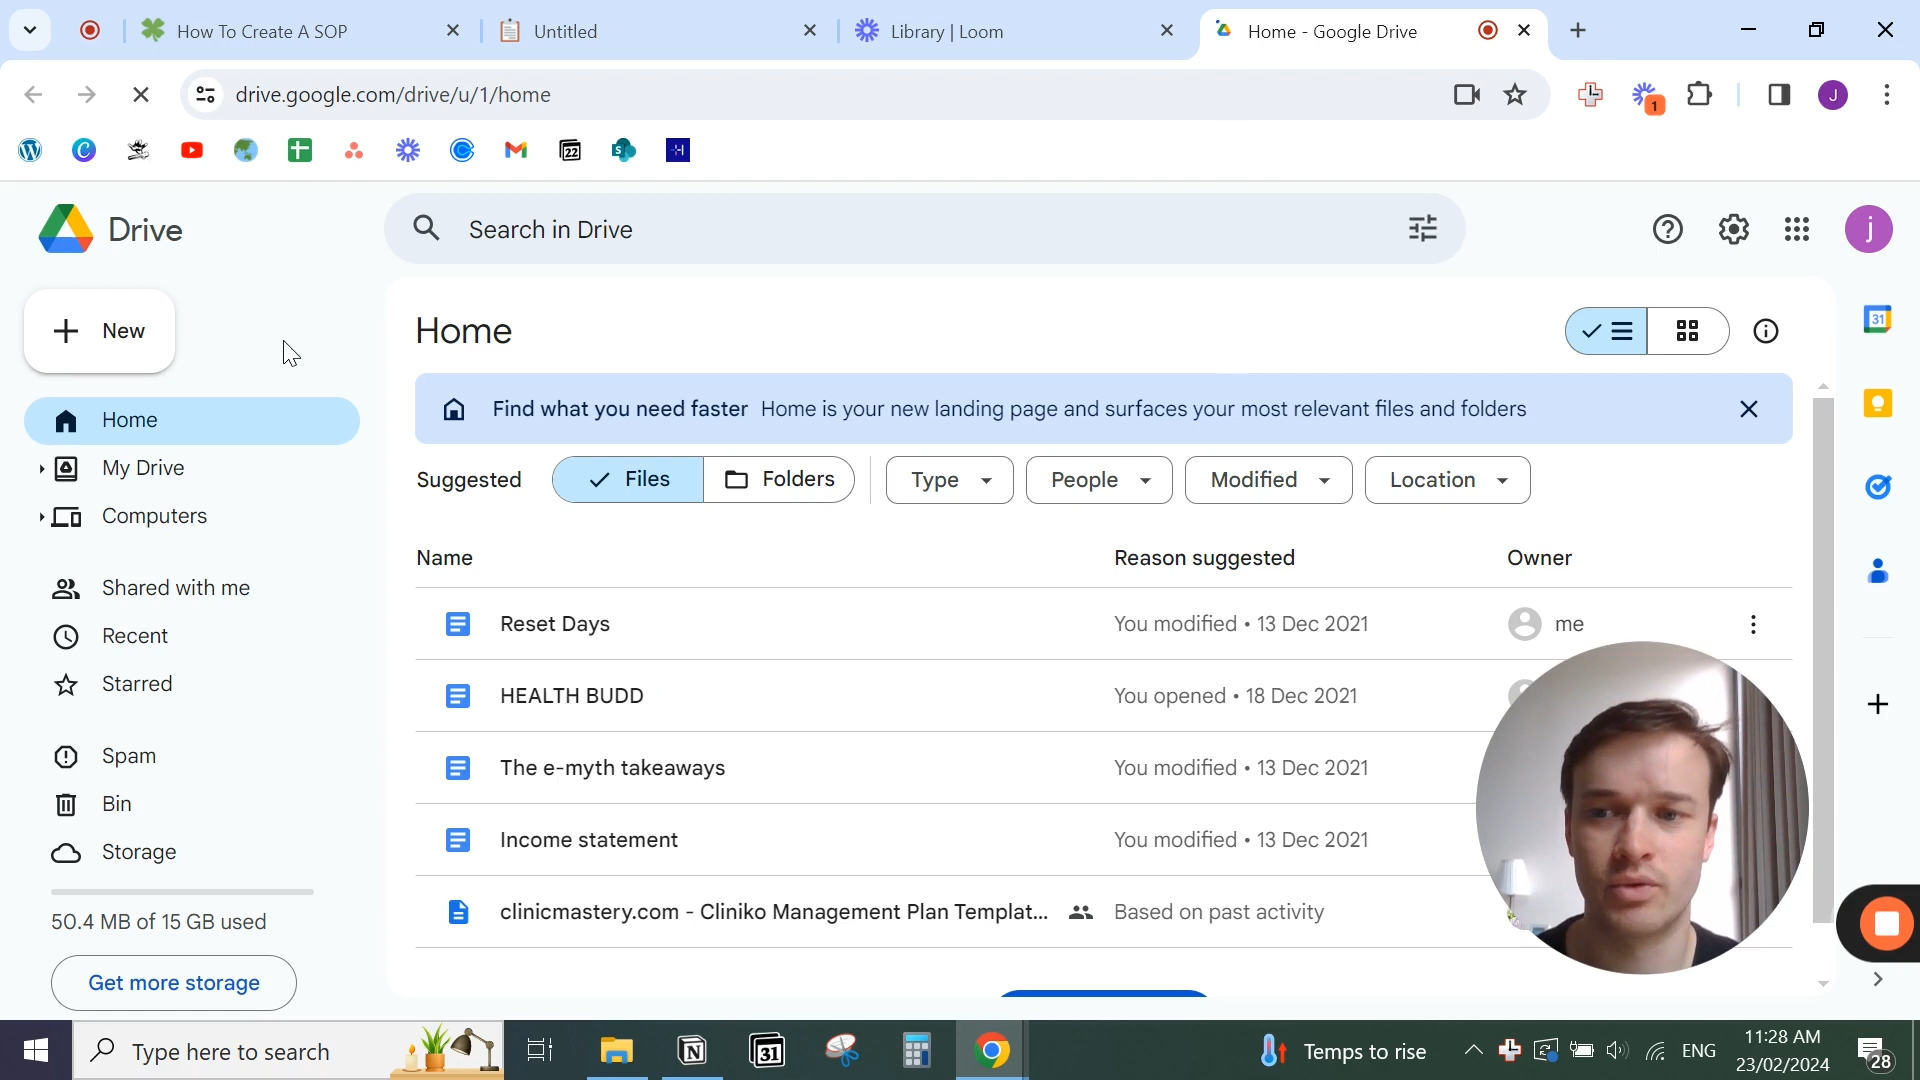 How To Create A SOP
Untitled
Library | Loom
Home - Google Drive
drive.google.com/drive/u/1/home
1
J
22
S
H
Drive
Search in Drive
j
New
Home
31
Find what you need faster Home is your new landing page and surfaces your most relevant files and folders
Home
My Drive
Computers
Shared with me
Recent
Starred
Spam
Bin
Storage
50.4 MB of 15 GB used
Get more storage
Suggested Files Folders Type People Modified Location
Name Reason suggested Owner
Reset Days You modified • 13 Dec 2021 me
HEALTH BUDD You opened • 18 Dec 2021
The e-myth takeaways You modified • 13 Dec 2021
Income statement You modified • 13 Dec 2021
clinicmastery.com - Cliniko Management Plan Templat... Based on past activity
Type here to search
31
Temps to rise
ENG
11:28 AM
23/02/2024
28